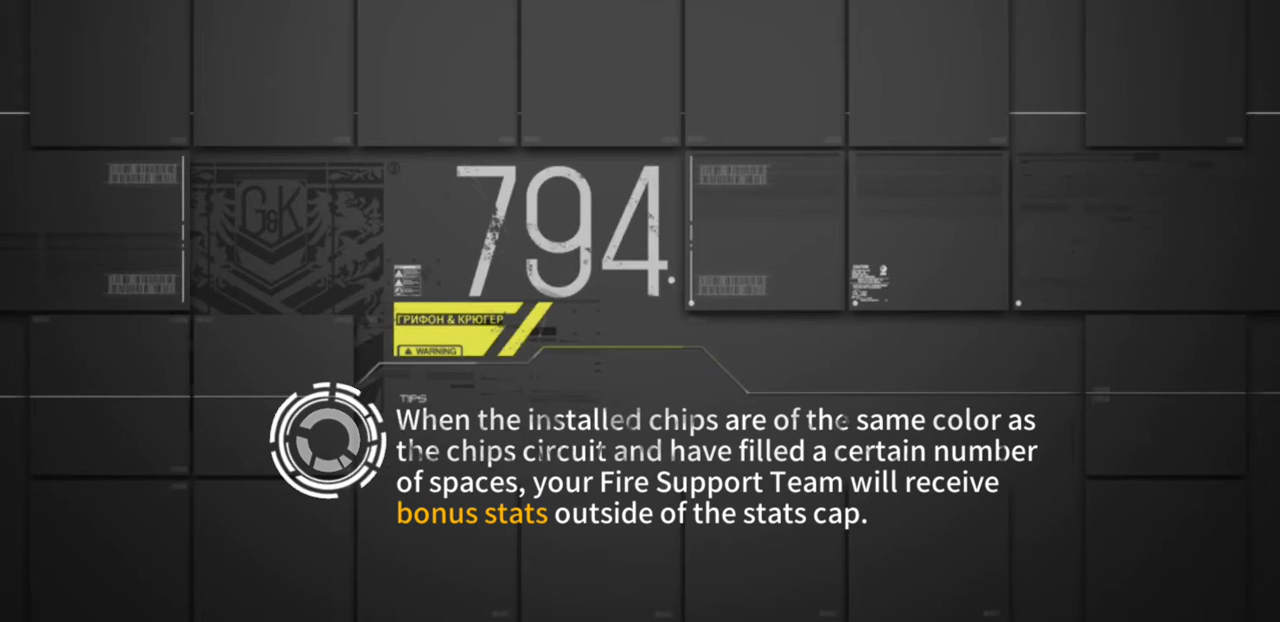 G&K
794.
ГРИФОН & КРЮГЕР
WARNING
TIPS
When the installed chips are of the same color as
the chips circuit and have filled a certain number
of spaces, your Fire Support Team will receive
bonus stats outside of the stats cap.